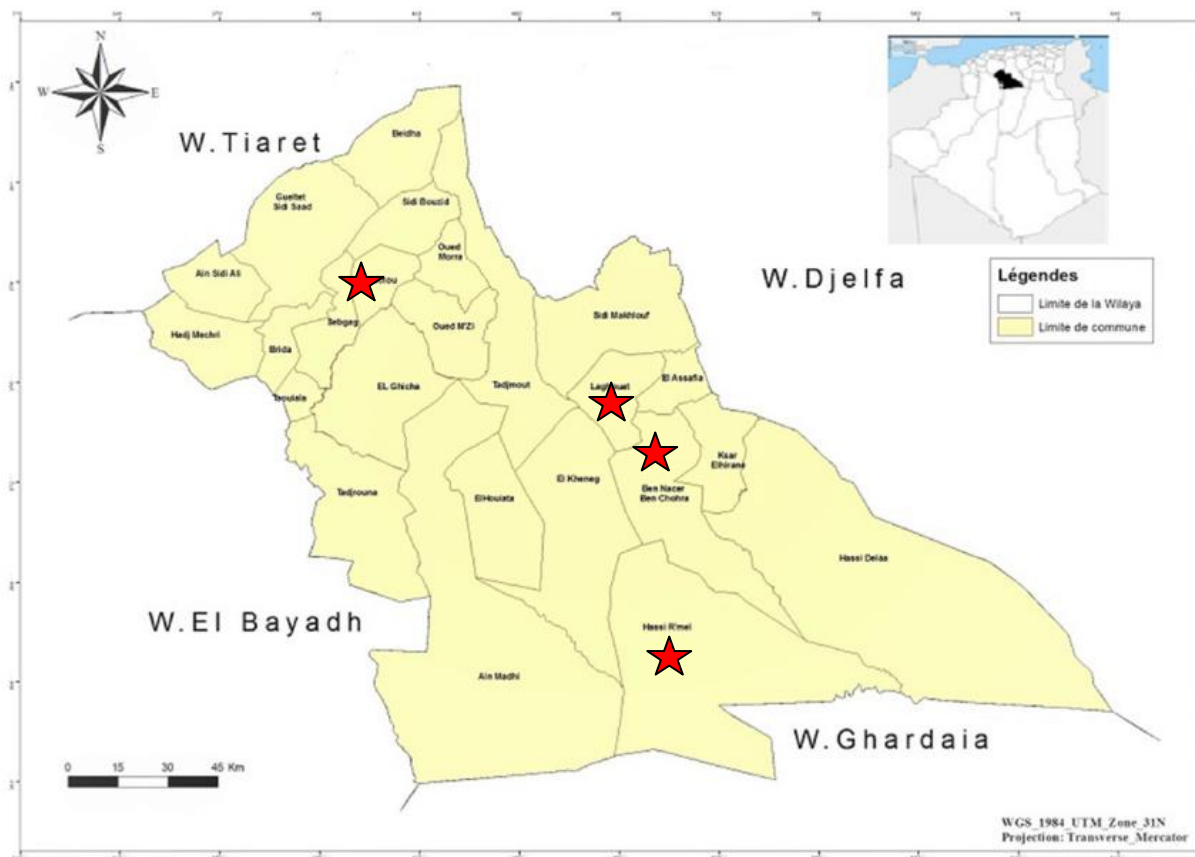 N
W
E
S
W.Tiaret
Beidha
Gueltet
Sidi Saad
Sidi Bouzid
Oued
Morra
Ain Sidi Ali
W.Djelfa
Légendes
Limite de la Wilaya
Limite de commune
Hadj Mechri
Sebgag
Oued M'Zi
Sidi Makhlouf
Brida
EL Ghicha
Tadjmout
El Assafia
Taouiala
Ksar
Elhirane
Tadjrouna
ElHouiata
El Kheneg
Ben Nacer
Ben Chohra
Hassi Delaa
W.El Bayadh
Hassi R'mel
Ain Madhi
W.Ghardaia
0 15 30 45 Km
WGS_1984_UTM_Zone_31N
Projection: Transverse_Mercator